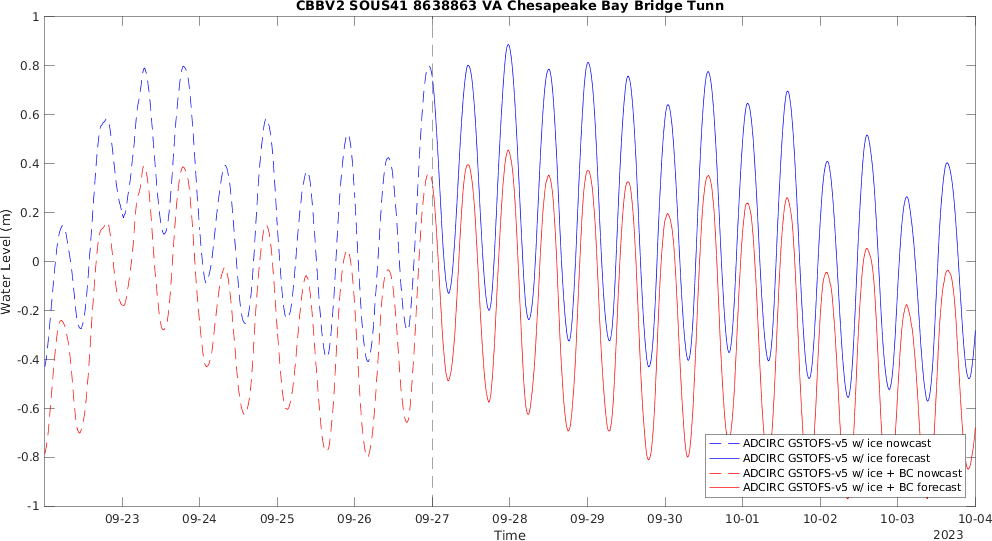 CBBV2 SOUS41 8638863 VA Chesapeake Bay Bridge Tunn
1
0.8
0.6
0.4
0.2
0
-0.2
-0.4
-0.6
-0.8
-1
Water Level (m)
ADCIRC GSTOFS-v5 w/ ice nowcast
ADCIRC GSTOFS-v5 w/ ice forecast
ADCIRC GSTOFS-v5 w/ ice + BC nowcast
ADCIRC GSTOFS-v5 w/ ice + BC forecast
09-23 09-24 09-25 09-26 09-27 09-28 09-29 09-30 10-01 10-02 10-03 10-04
Time
2023